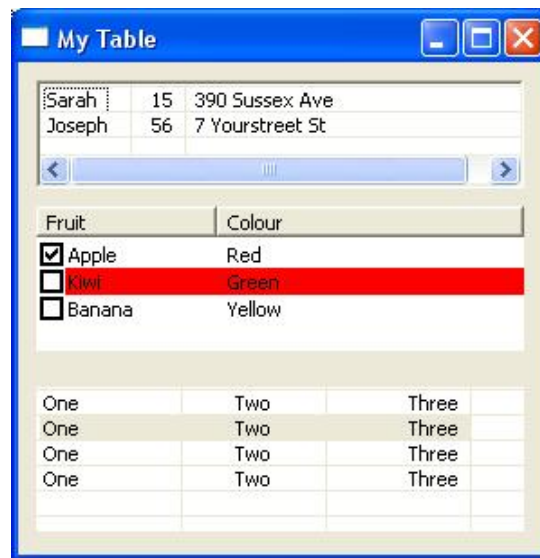 My Table
Sarah 15 390 Sussex Ave
Joseph 56 7 Yourstreet St
Fruit Colour
Apple Red
Kiwi Green
Banana Yellow
One Two Three
One Two Three
One Two Three
One Two Three